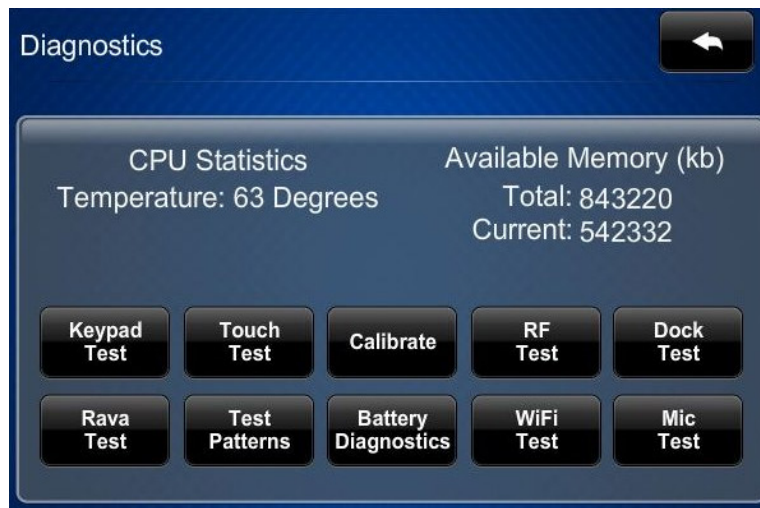 Diagnostics
CPU Statistics
Temperature: 63 Degrees
Available Memory (kb)
Total: 843220
Current: 542332
Keypad
Test
Touch
Test
Calibrate
RF
Test
Dock
Test
Rava
Test
Test
Patterns
Battery
Diagnostics
WiFi
Test
Mic
Test